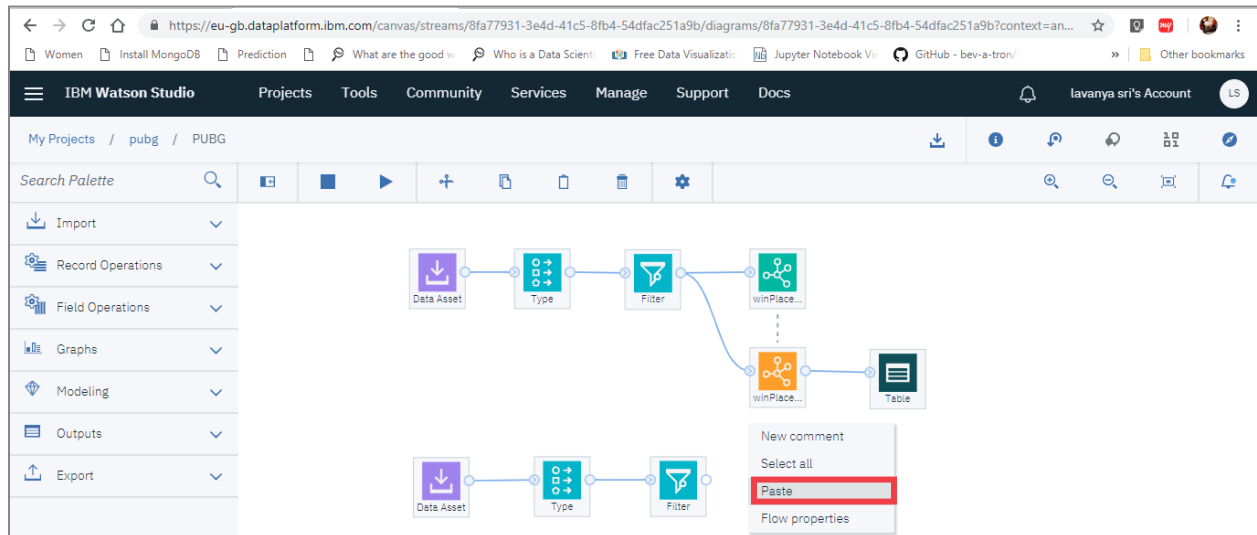 https://eu-gb.dataplatform.ibm.com/canvas/streams/8fa77931-3e4d-41c5-8fb4-54dfac251a9b/diagrams/8fa77931-3e4d-41c5-8fb4-54dfac251a9b?context=an...
Women Install MongoDB Prediction What are the good w Who is a Data Scient Free Data Visualizatio Jupyter Notebook Vi GitHub - bev-a-tron/ » Other bookmarks
IBM Watson Studio Projects Tools Community Services Manage Support Docs lavanya sri's Account LS
My Projects / pubg / PUBG
Search Palette
Import
Record Operations
Field Operations
Graphs
Modeling
Outputs
Export
Data Asset Type Filter winPlace...
winPlace... Table
Data Asset Type Filter
New comment
Select all
Paste
Flow properties